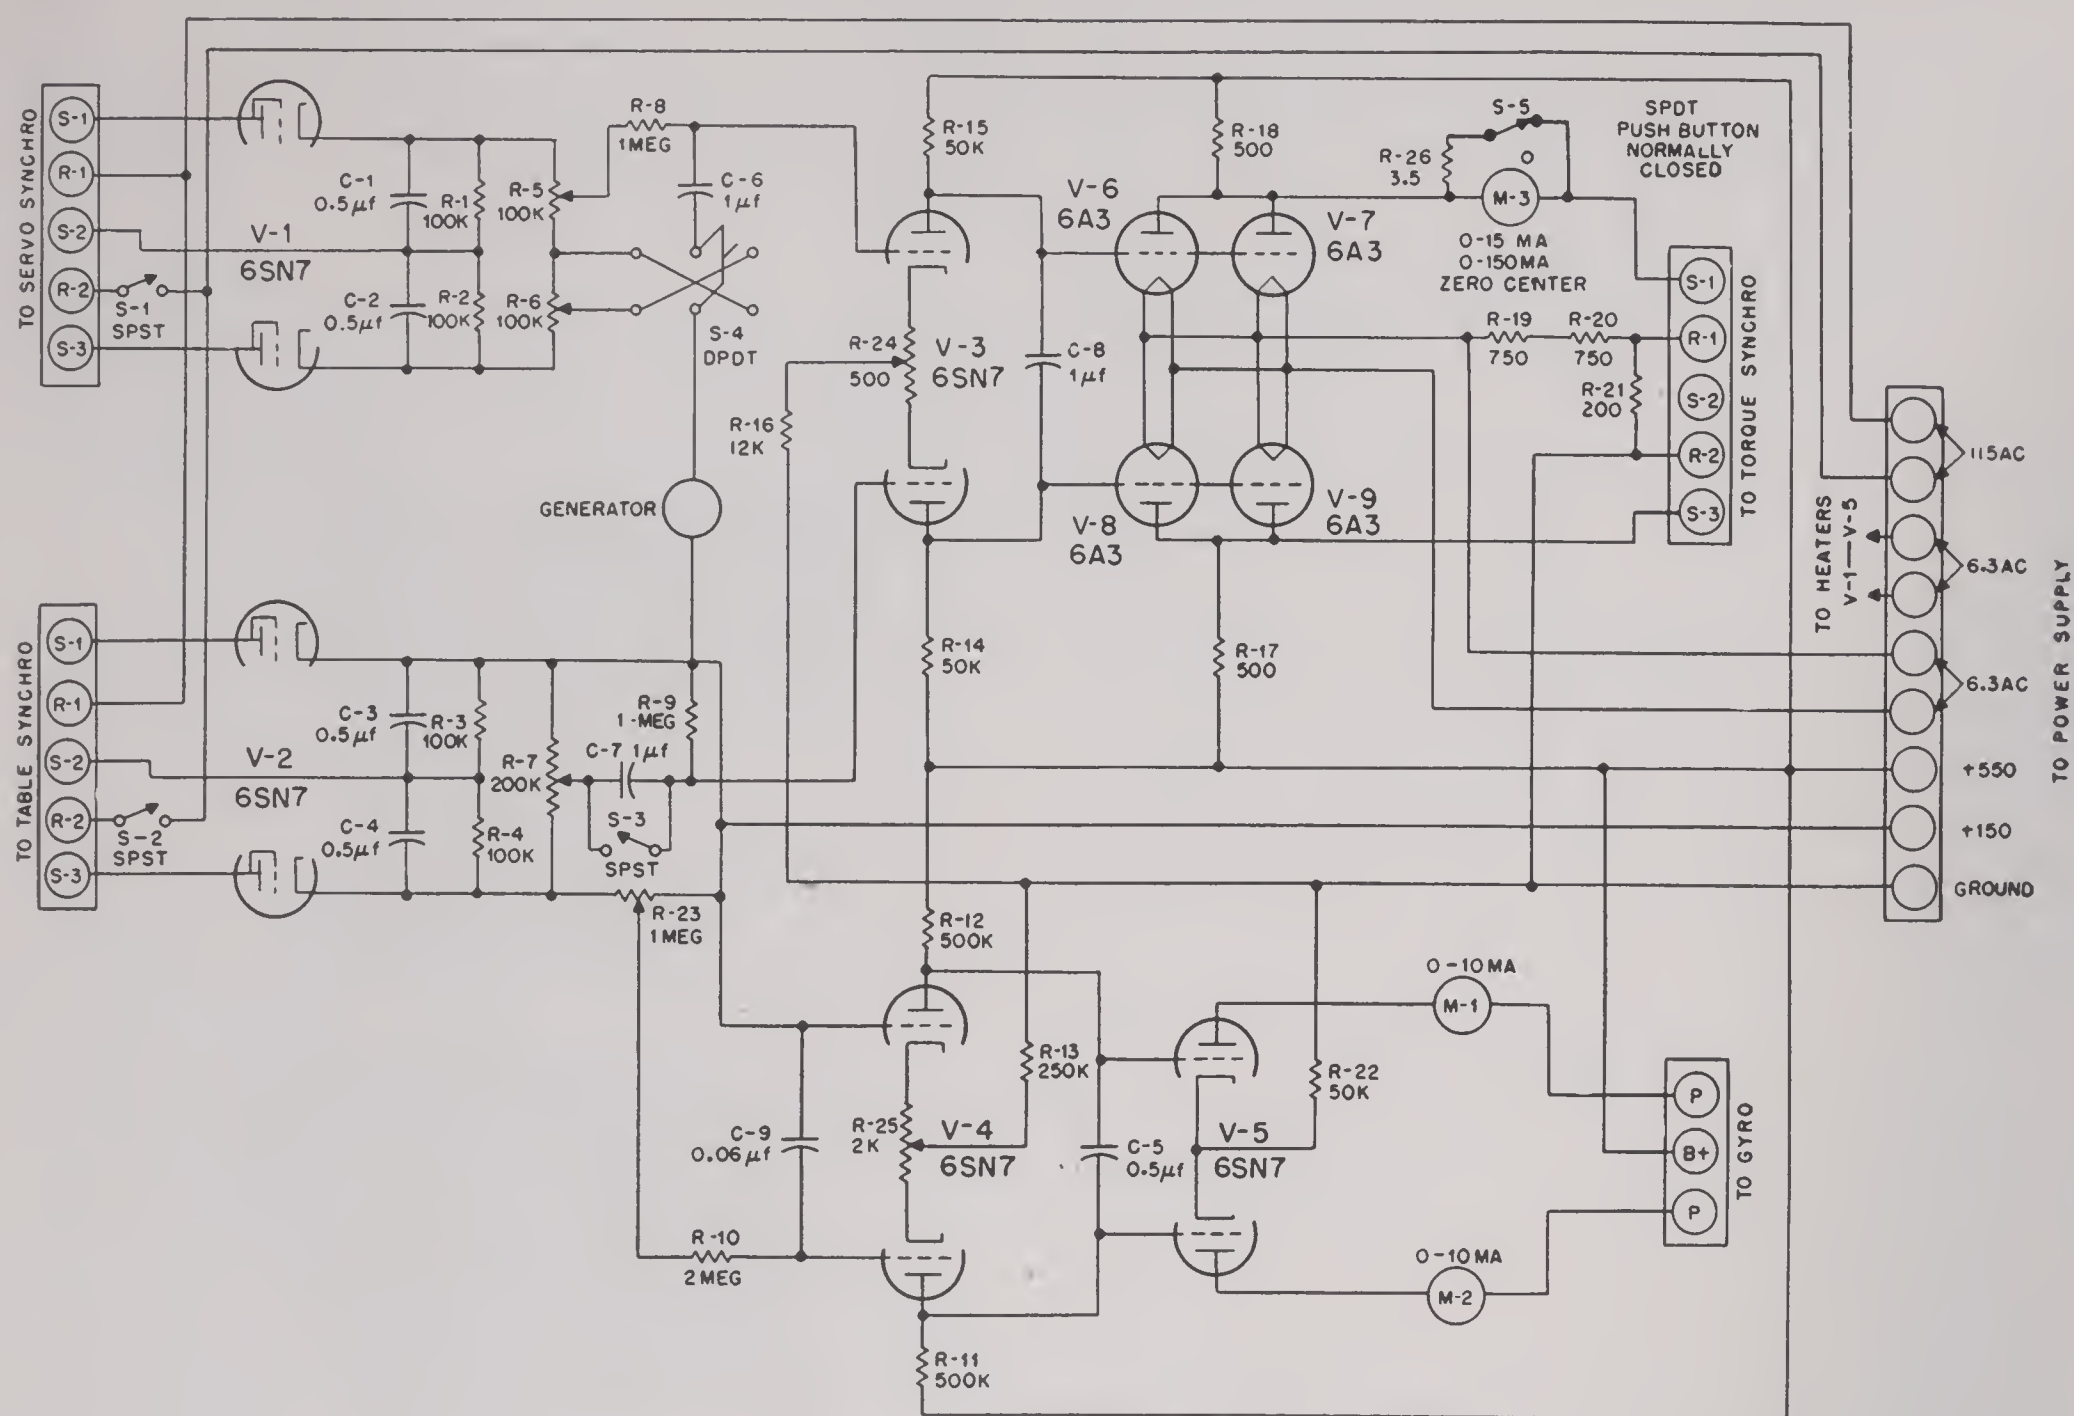 TO SERVO SYNCHRO
S-1
R-1
S-2
R-2
S-3
S-1
SPST
V-1
6SN7
C-1
0.5µf
R-1
100K
R-5
100K
C-2
0.5µf
R-2
100K
R-6
100K
R-8
1MEG
C-6
1µf
S-4
DPDT
GENERATOR
R-15
50K
R-18
500
R-24
500
V-3
6SN7
R-16
12K
C-8
1µf
V-6
6A3
V-7
6A3
V-8
6A3
V-9
6A3
S-5
SPDT
PUSH BUTTON
NORMALLY
CLOSED
R-26
3.5
M-3
0-15 MA
0-150MA
ZERO CENTER
R-19
750
R-20
750
R-21
200
S-1
R-1
S-2
R-2
S-3
TO TORQUE SYNCHRO
115AC
TO HEATERS
V-1—V-5
6.3AC
6.3AC
+550
+150
GROUND
TO POWER SUPPLY
TO TABLE SYNCHRO
S-1
R-1
S-2
R-2
S-3
S-2
SPST
V-2
6SN7
C-3
0.5µf
R-3
100K
C-4
0.5µf
R-4
100K
R-7
200K
C-7 1µf
R-9
1-MEG
S-3
SPST
R-23
1MEG
R-14
50K
R-17
500
R-12
500K
C-9
0.06µf
R-10
2MEG
R-25
2K
V-4
6SN7
R-13
250K
C-5
0.5µf
V-5
6SN7
R-22
50K
R-11
500K
0-10MA
M-1
0-10MA
M-2
P
B+
P
TO GYRO